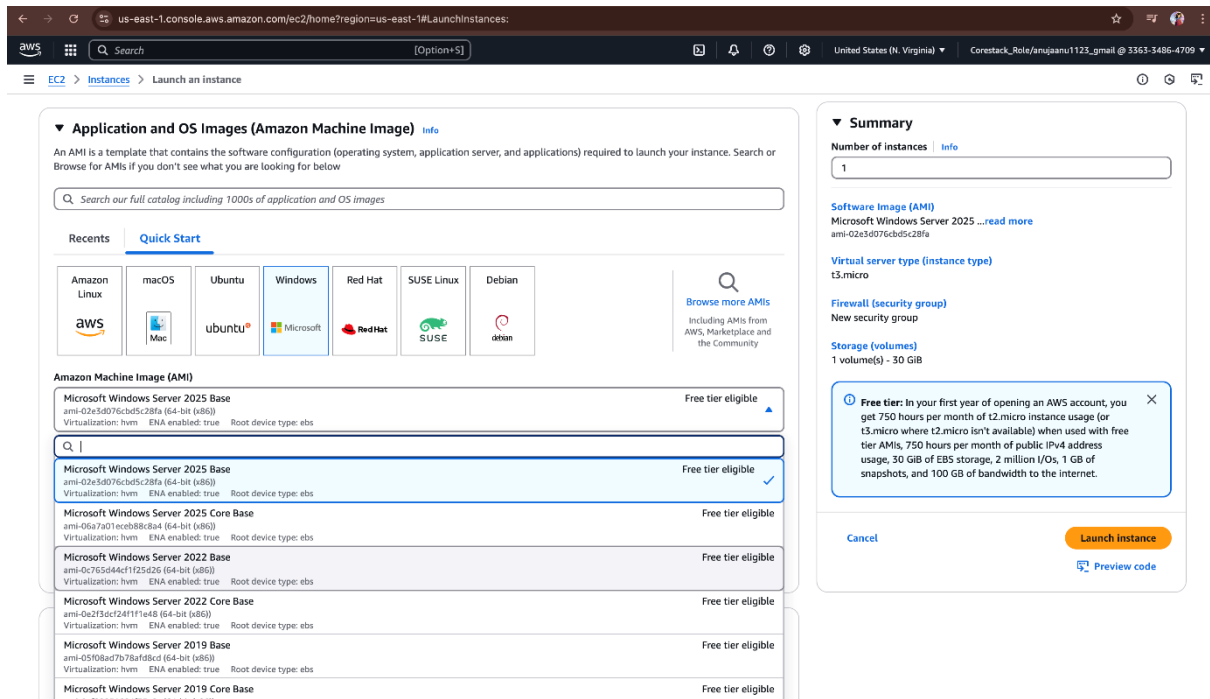 us-east-1.console.aws.amazon.com/ec2/home?region=us-east-1#LaunchInstances:
aws
Search
[Option+S]
United States (N. Virginia)
Corestack_Role/anujaanu1123_gmail @ 3363-3486-4709
EC2 > Instances > Launch an instance
Application and OS Images (Amazon Machine Image) Info
An AMI is a template that contains the software configuration (operating system, application server, and applications) required to launch your instance. Search or
Browse for AMIs if you don't see what you are looking for below
Search our full catalog including 1000s of application and OS images
Recents
Quick Start
Amazon
Linux
aws
macOS
Mac
Ubuntu
ubuntu®
Windows
Microsoft
Red Hat
Red Hat
SUSE Linux
SUSE
Debian
debian
Browse more AMIs
Including AMIs from
AWS, Marketplace and
the Community
Amazon Machine Image (AMI)
Microsoft Windows Server 2025 Base Free tier eligible
ami-02e3d076cbd5c28fa (64-bit (x86))
Virtualization: hvm ENA enabled: true Root device type: ebs
Microsoft Windows Server 2025 Base Free tier eligible
ami-02e3d076cbd5c28fa (64-bit (x86))
Virtualization: hvm ENA enabled: true Root device type: ebs
Microsoft Windows Server 2025 Core Base Free tier eligible
ami-06a7a01eceb88c8a4 (64-bit (x86))
Virtualization: hvm ENA enabled: true Root device type: ebs
Microsoft Windows Server 2022 Base Free tier eligible
ami-0c765d44cf1f25d26 (64-bit (x86))
Virtualization: hvm ENA enabled: true Root device type: ebs
Microsoft Windows Server 2022 Core Base Free tier eligible
ami-0e2f3dcf24f1f1e48 (64-bit (x86))
Virtualization: hvm ENA enabled: true Root device type: ebs
Microsoft Windows Server 2019 Base Free tier eligible
ami-05f08ad7b78afd8cd (64-bit (x86))
Virtualization: hvm ENA enabled: true Root device type: ebs
Microsoft Windows Server 2019 Core Base Free tier eligible
Summary
Number of instances Info
1
Software Image (AMI)
Microsoft Windows Server 2025 ...read more
ami-02e3d076cbd5c28fa
Virtual server type (instance type)
t3.micro
Firewall (security group)
New security group
Storage (volumes)
1 volume(s) - 30 GiB
Free tier: In your first year of opening an AWS account, you
get 750 hours per month of t2.micro instance usage (or
t3.micro where t2.micro isn't available) when used with free
tier AMIs, 750 hours per month of public IPv4 address
usage, 30 GiB of EBS storage, 2 million I/Os, 1 GB of
snapshots, and 100 GB of bandwidth to the internet.
Cancel
Launch instance
Preview code